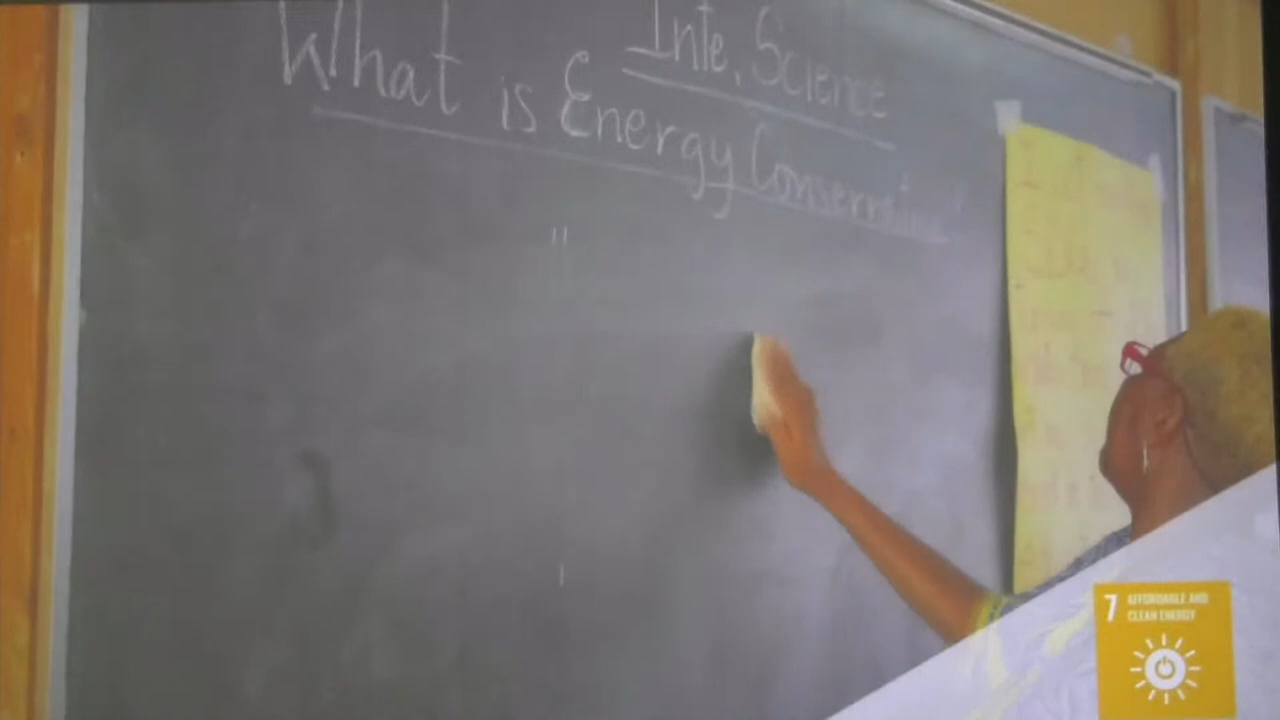 Inte. Science
What is Energy Conservation
7 AFFORDABLE AND
CLEAN ENERGY